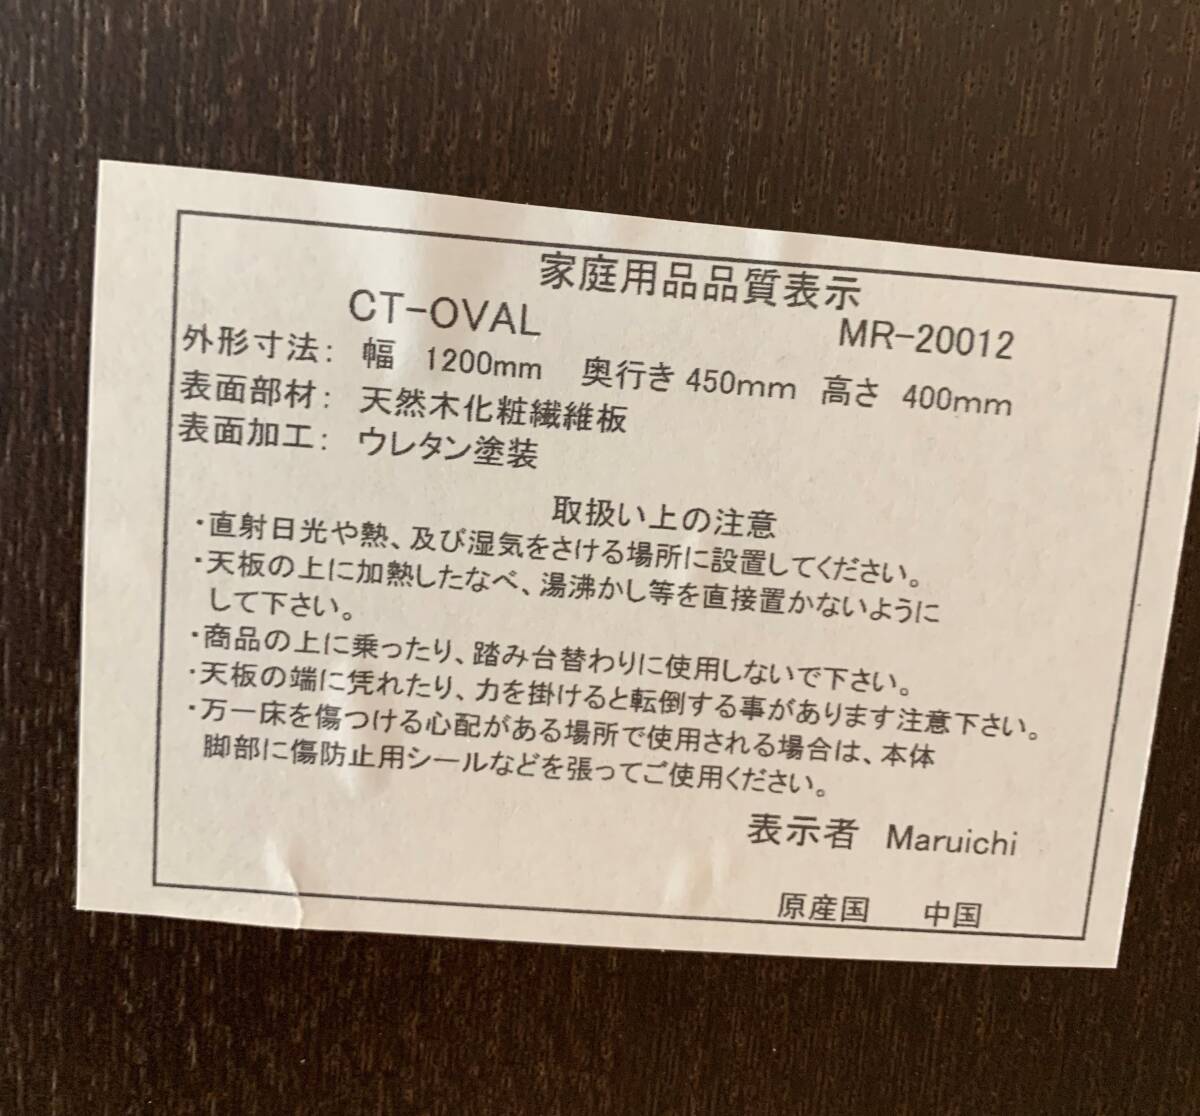 家庭用品品質表示
CT-OVAL MR-20012
外形寸法: 幅 1200mm 奥行き 450mm 高さ 400mm
表面部材: 天然木化粧繊維板
表面加工: ウレタン塗装
取扱い上の注意
・直射日光や熱、及び湿気をさける場所に設置してください。
・天板の上に加熱したなべ、湯沸かし等を直接置かないように
して下さい。
・商品の上に乗ったり、踏み台替わりに使用しないで下さい。
・天板の端に凭れたり、力を掛けると転倒する事があります注意下さい。
・万一床を傷つける心配がある場所で使用される場合は、本体
脚部に傷防止用シールなどを張ってご使用ください。
表示者 Maruichi
原産国 中国